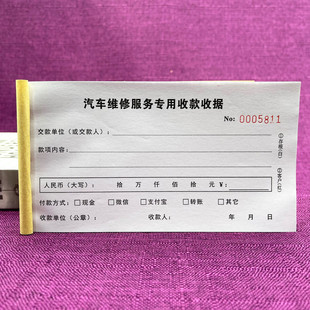 汽车维修服务专用收款收据
No: 0005811
交款单位（或交款人）：
款项内容：
人民币（大写）： 拾 万 仟 佰 拾 元 ¥：
付款方式：□现金 □微信 □支付宝 □转账 □其它
收款单位（公章）： 收款人： 年 月 日